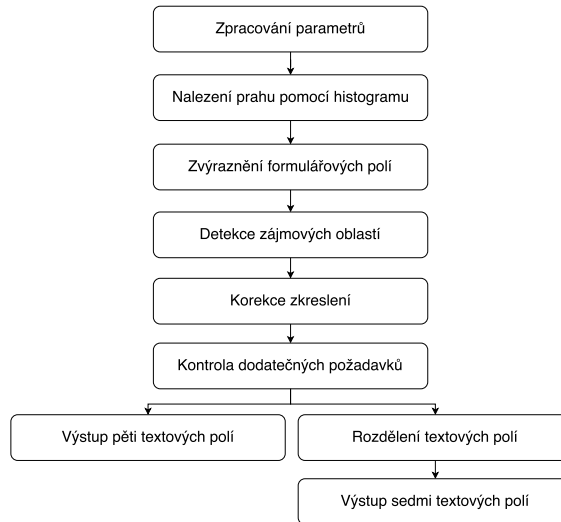 Zpracování parametrů
Nalezení prahu pomocí histogramu
Zvýraznění formulářových polí
Detekce zájmových oblastí
Korekce zkreslení
Kontrola dodatečných požadavků
Výstup pěti textových polí
Rozdělení textových polí
Výstup sedmi textových polí